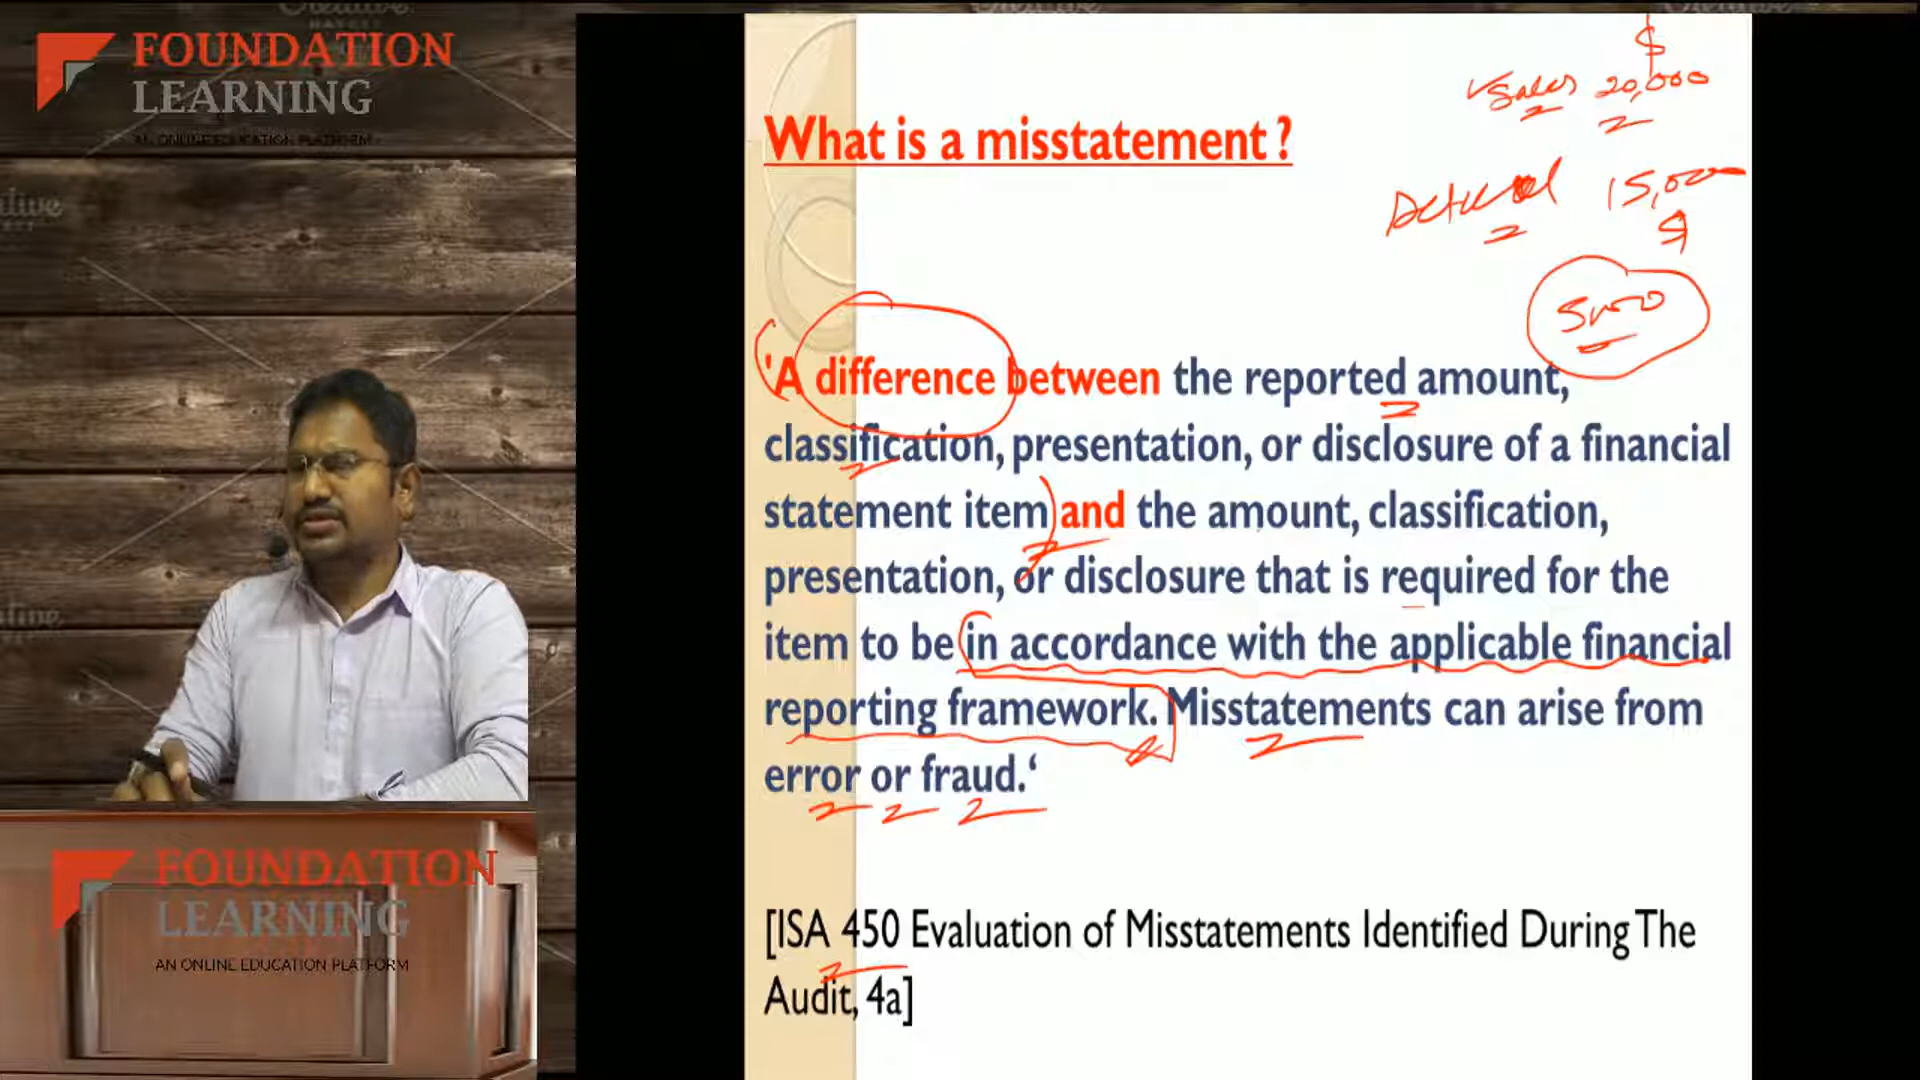 FOUNDATION
LEARNING
AN ONLINE EDUCATION PLATFORM
$
Sales 20,000
What is a misstatement ?
Actual 15,000
$
5000
'A difference between the reported amount,
classification, presentation, or disclosure of a financial
statement item and the amount, classification,
presentation, or disclosure that is required for the
item to be in accordance with the applicable financial
reporting framework. Misstatements can arise from
error or fraud.‘
[ISA 450 Evaluation of Misstatements Identified During The
Audit, 4a]
FOUNDATION
LEARNING
AN ONLINE EDUCATION PLATFORM